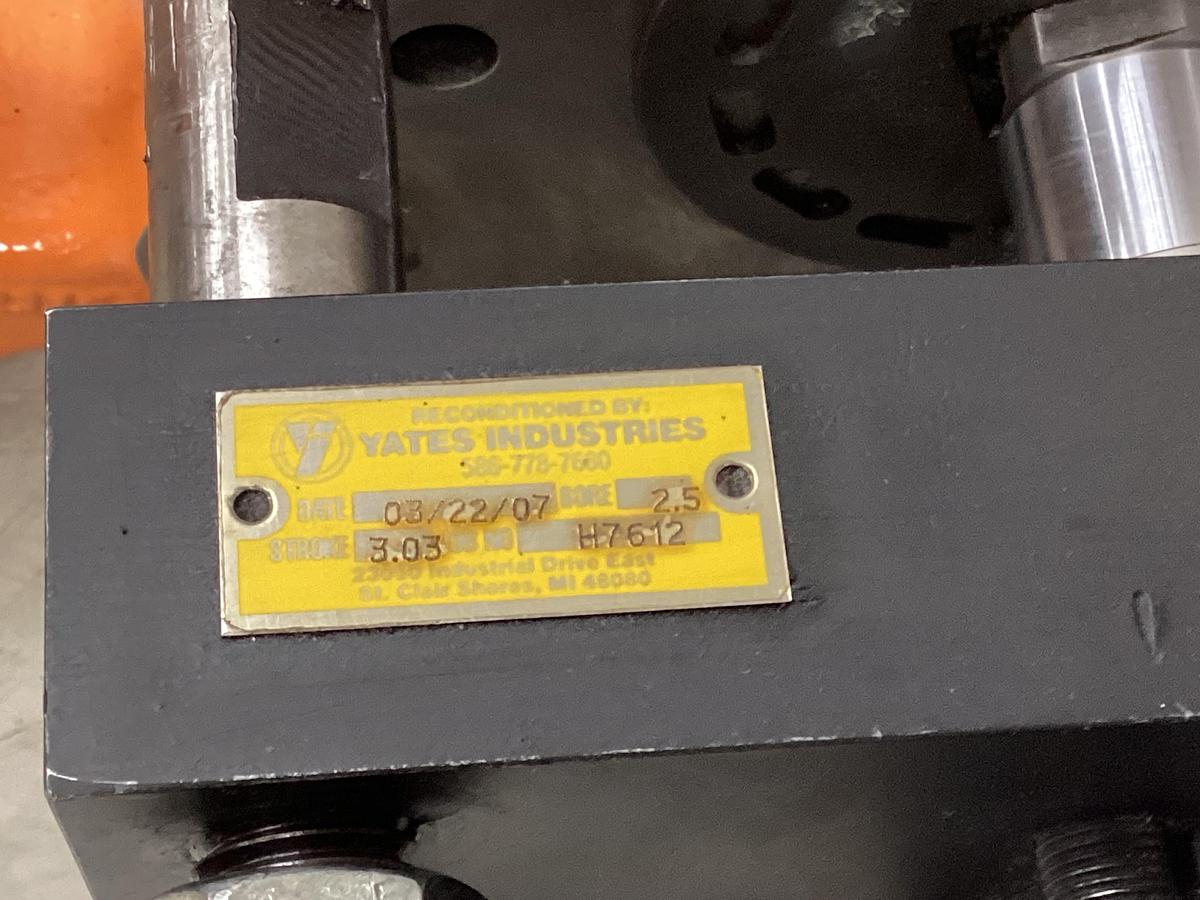 RECONDITIONED BY:
YATES INDUSTRIES
586-778-7680
DATE 03/22/07 BORE 2.5
STROKE 3.03 NO H7612
Industrial Drive East
St. Clair Shores, MI 48080